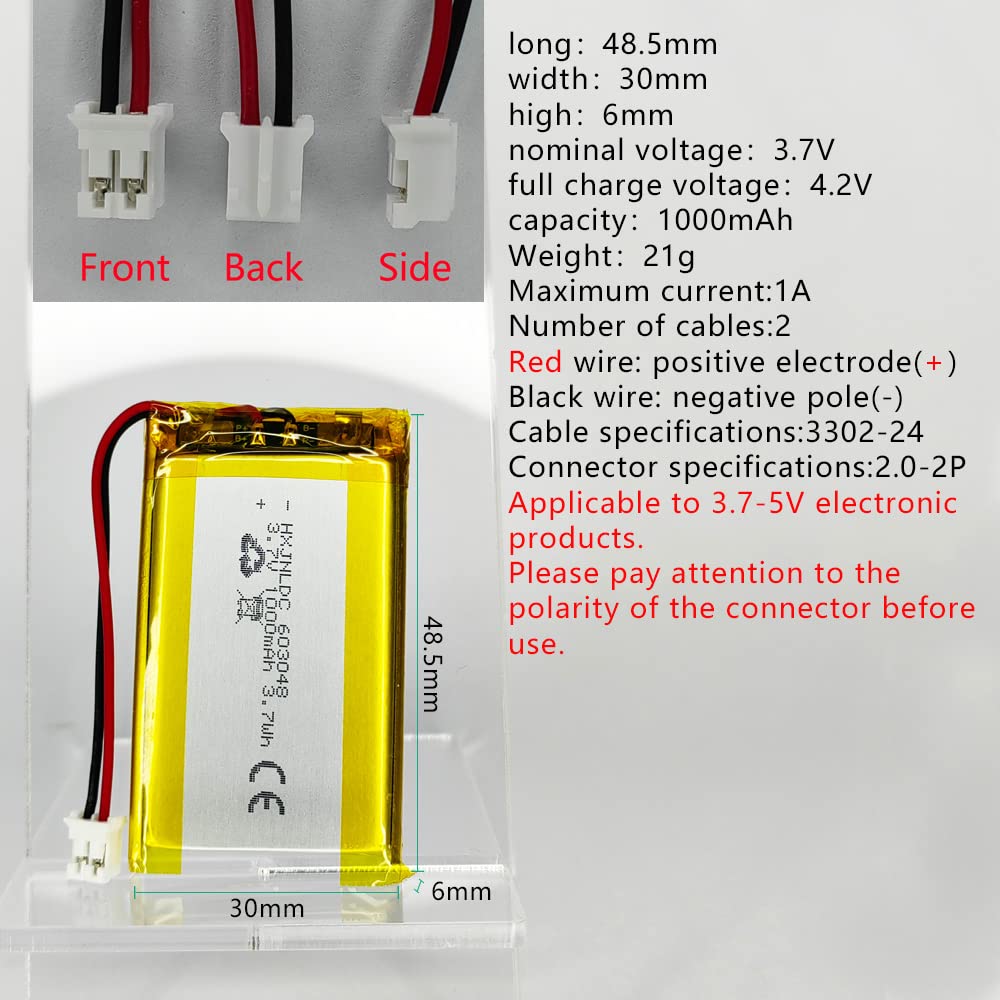 Front Back Side
long：48.5mm
width：30mm
high：6mm
nominal voltage：3.7V
full charge voltage：4.2V
capacity：1000mAh
Weight：21g
Maximum current:1A
Number of cables:2
Red wire: positive electrode(+)
Black wire: negative pole(-)
Cable specifications:3302-24
Connector specifications:2.0-2P
Applicable to 3.7-5V electronic
products.
Please pay attention to the
polarity of the connector before
use.
P+
B+
B-
+ -
HXJNLDC 603048
3.7V 1000mAh 3.7Wh
CE
48.5mm
30mm
6mm